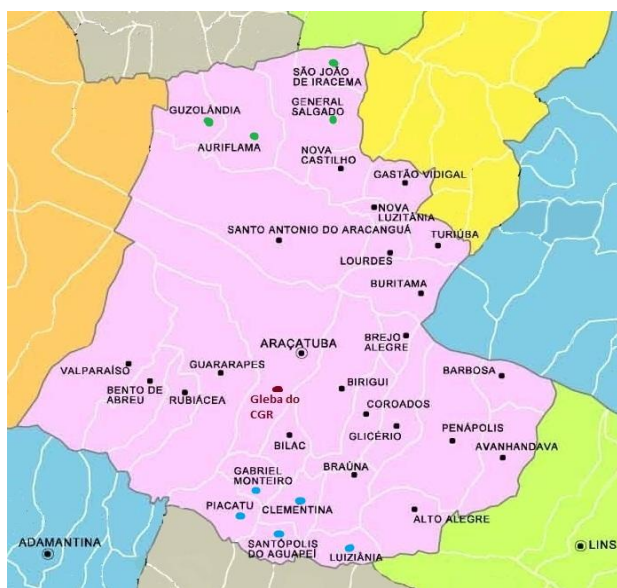 SÃO JOÃO
DE IRACEMA
GUZOLÂNDIA
GENERAL
SALGADO
AURIFLAMA
NOVA
CASTILHO
GASTÃO VIDIGAL
NOVA
LUZITÂNIA
SANTO ANTONIO DO ARACANGUÁ
TURIÚBA
LOURDES
BURITAMA
BREJO
ALEGRE
ARAÇATUBA
VALPARAÍSO
GUARARAPES
BARBOSA
BENTO DE
ABREU
RUBIÁCEA
Gleba do
CGR
BIRIGUI
COROADOS
GLICÉRIO
PENÁPOLIS
BILAC
AVANHANDAVA
BRAÚNA
GABRIEL
MONTEIRO
PIACATU
CLEMENTINA
ALTO ALEGRE
SANTÓPOLIS
DO AGUAPEÍ
LUIZIÂNIA
ADAMANTINA
LINS